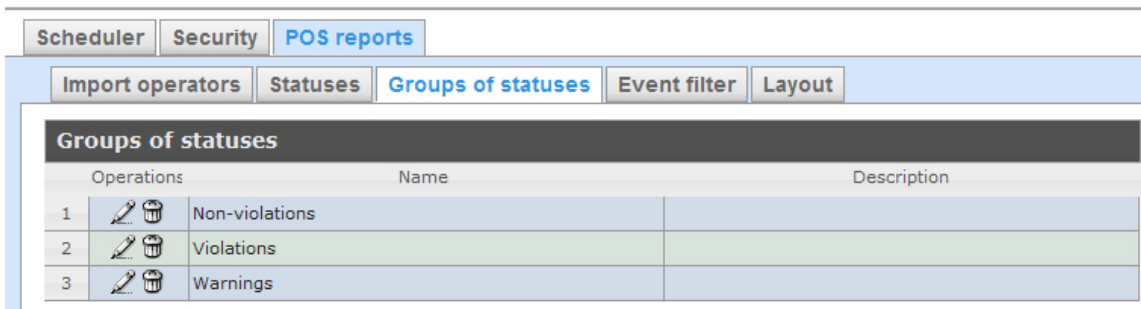 Scheduler Security POS reports
Import operators Statuses Groups of statuses Event filter Layout
Groups of statuses
Operations Name Description
1 Non-violations
2 Violations
3 Warnings